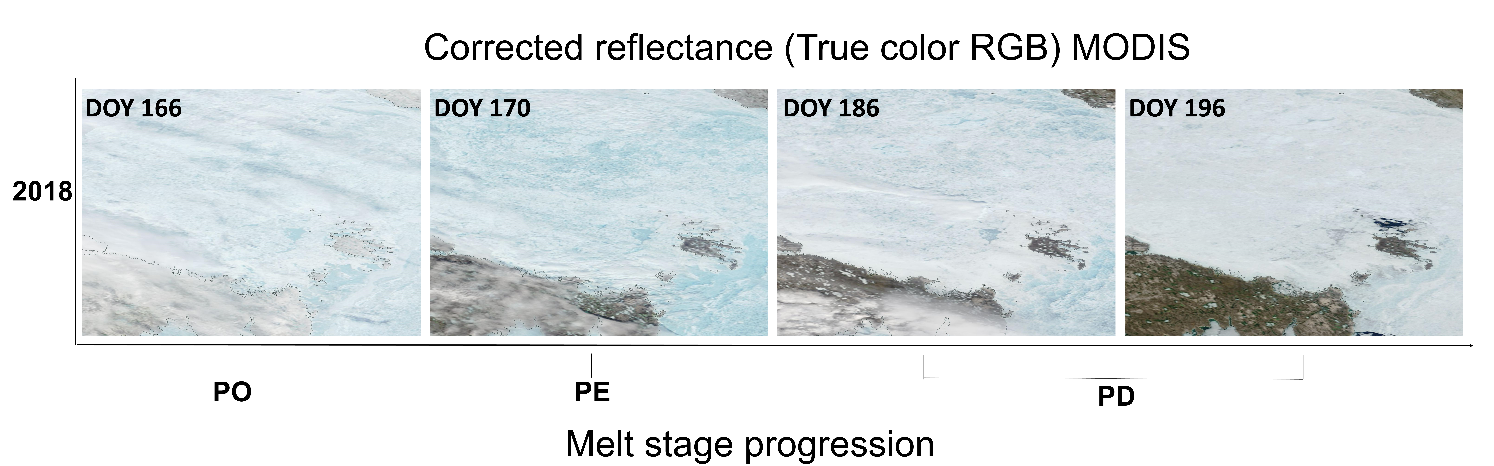 Corrected reflectance (True color RGB) MODIS
DOY 166
DOY 170
DOY 186
DOY 196
2018
PO
PE
PD
Melt stage progression